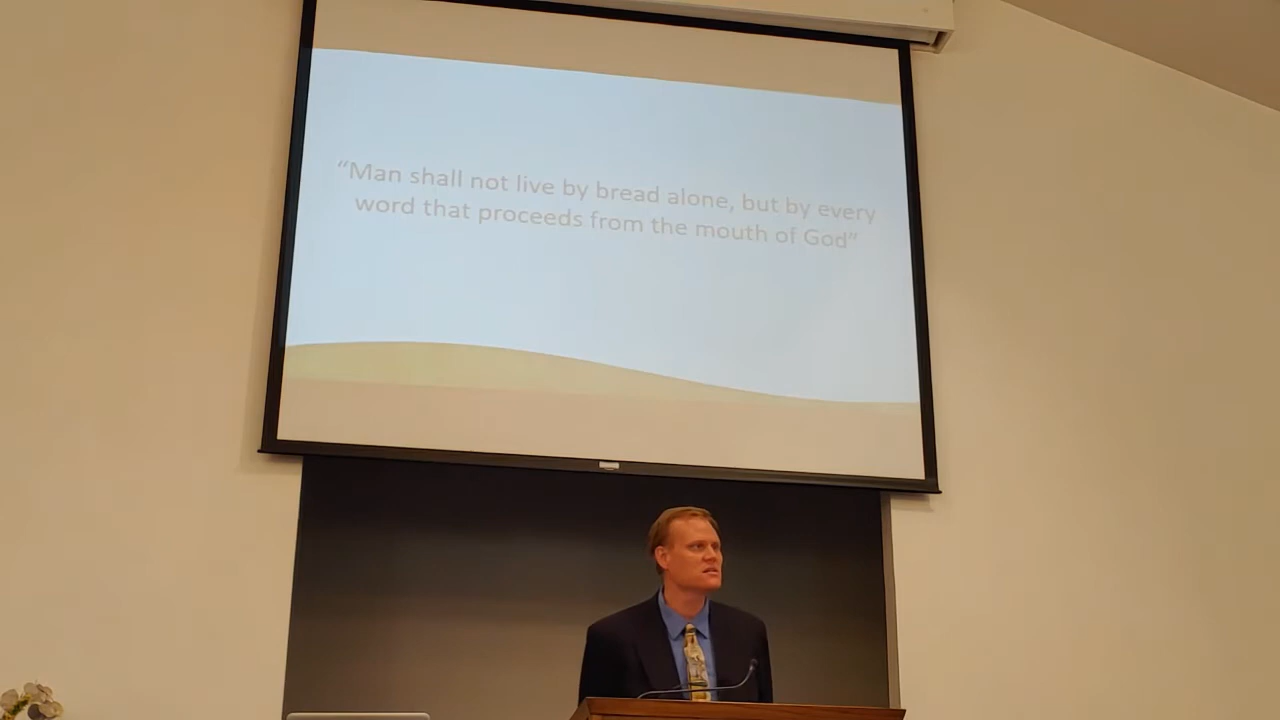 “Man shall not live by bread alone, but by every
word that proceeds from the mouth of God”